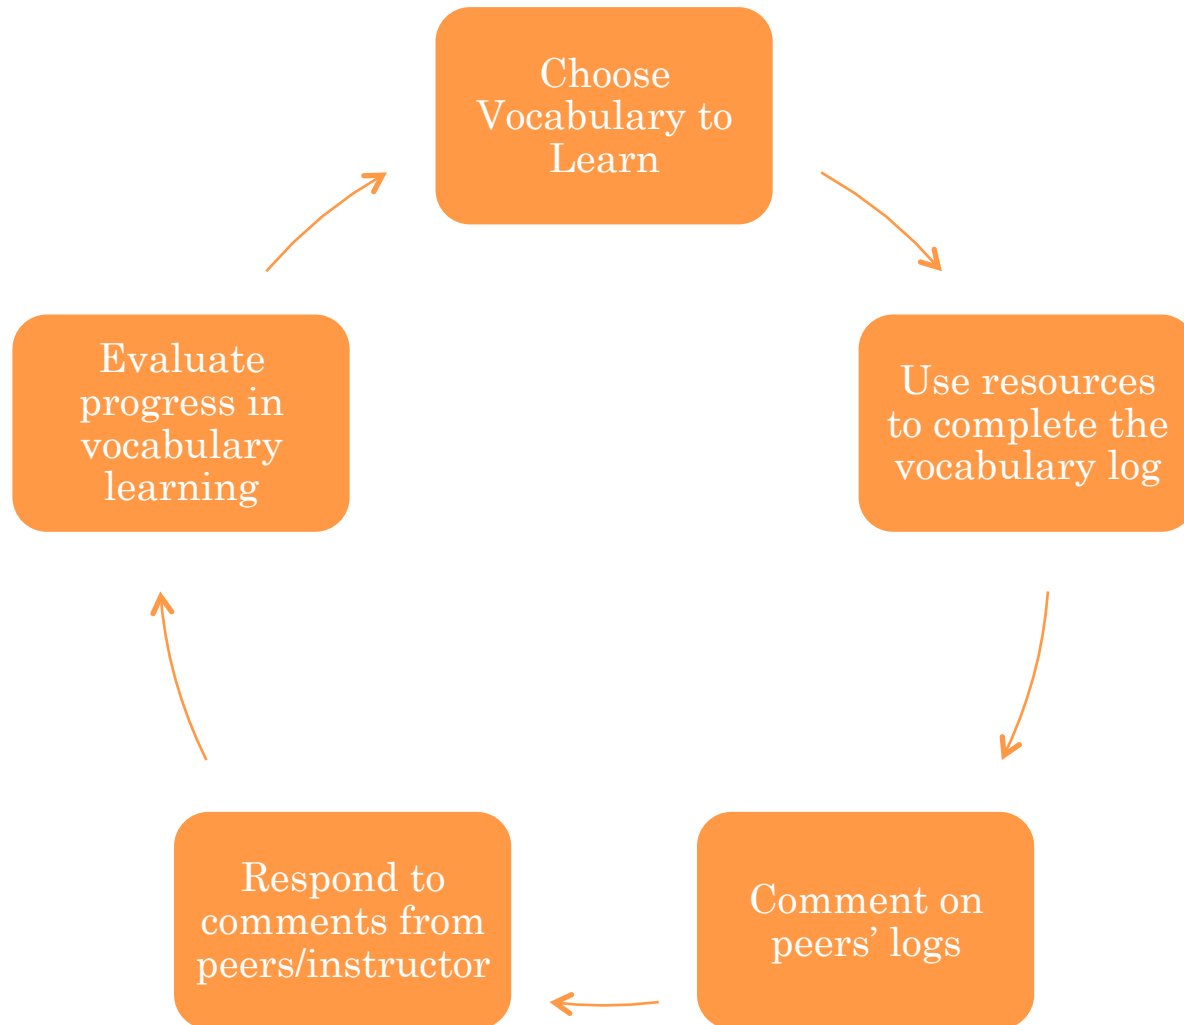 Choose
Vocabulary to
Learn
Use resources
to complete the
vocabulary log
Comment on
peers’ logs
Respond to
comments from
peers/instructor
Evaluate
progress in
vocabulary
learning